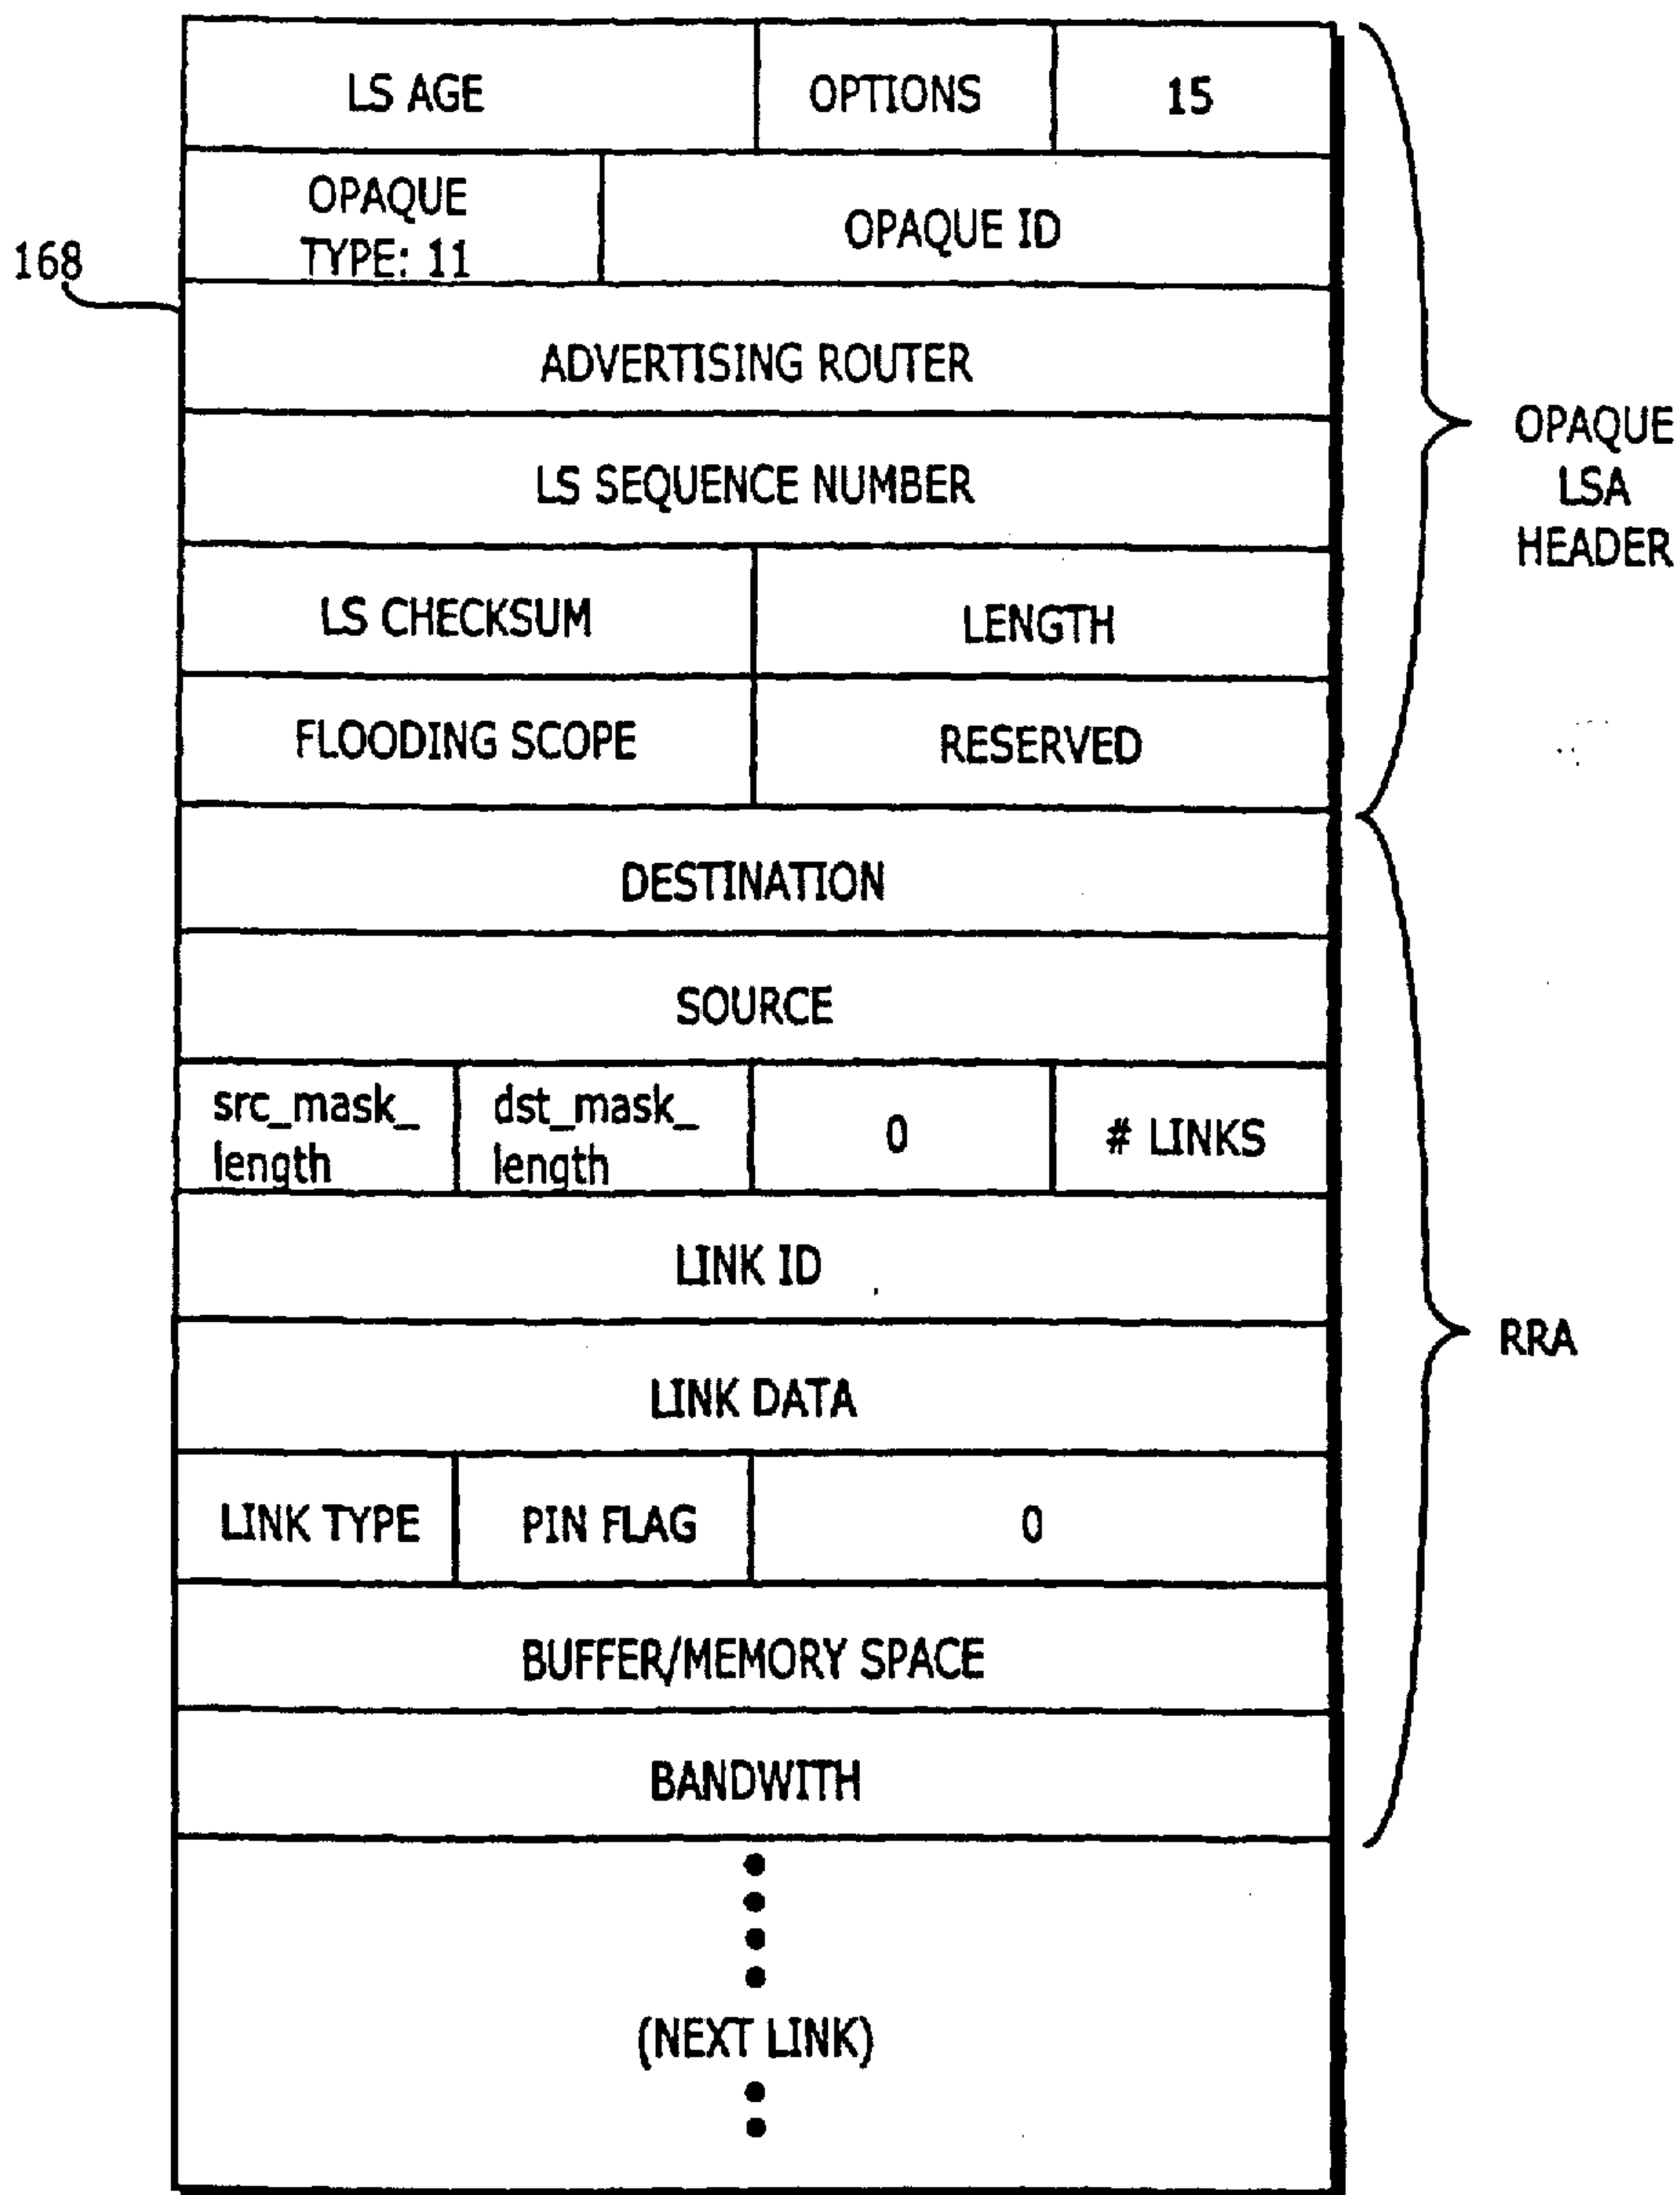 LS AGE
OPTIONS
15
OPAQUE
TYPE: 11
OPAQUE ID
168
ADVERTISING ROUTER
LS SEQUENCE NUMBER
OPAQUE
LSA
HEADER
LS CHECKSUM
LENGTH
FLOODING SCOPE
RESERVED
DESTINATION
SOURCE
src_mask_
length
dst_mask_
length
0
# LINKS
LINK ID
LINK DATA
RRA
LINK TYPE
PIN FLAG
0
BUFFER/MEMORY SPACE
BANDWITH
(NEXT LINK)